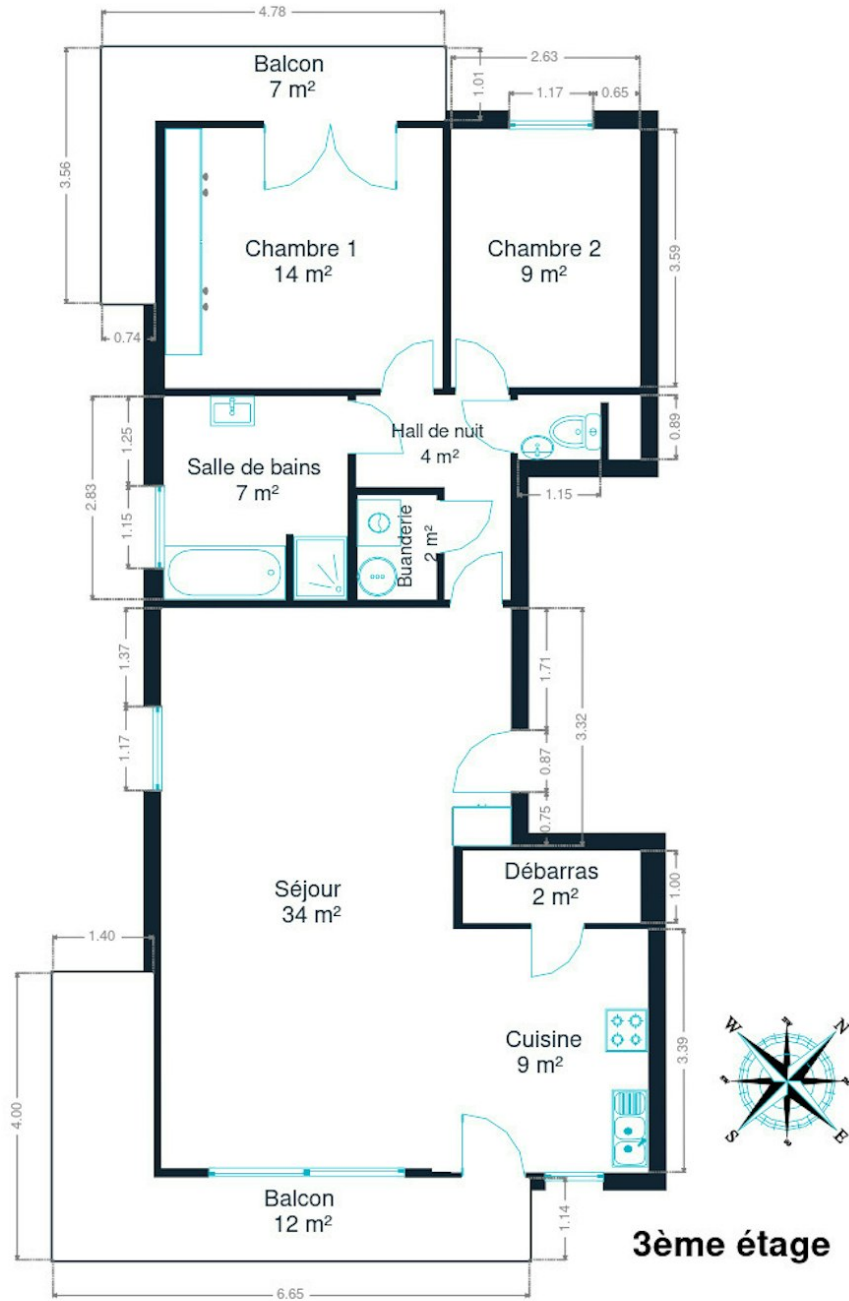 4.78
Balcon
7 m²
1.01
2.63
1.17
0.65
3.56
Chambre 1
14 m²
Chambre 2
9 m²
3.59
0.74
1.25
2.83
1.15
Salle de bains
7 m²
Hall de nuit
4 m²
0.89
1.15
Buanderie
2 m²
1.37
1.17
1.71
3.32
0.87
0.75
Séjour
34 m²
Débarras
2 m²
1.00
1.40
Cuisine
9 m²
3.39
4.00
W
N
S
E
Balcon
12 m²
1.14
6.65
3ème étage